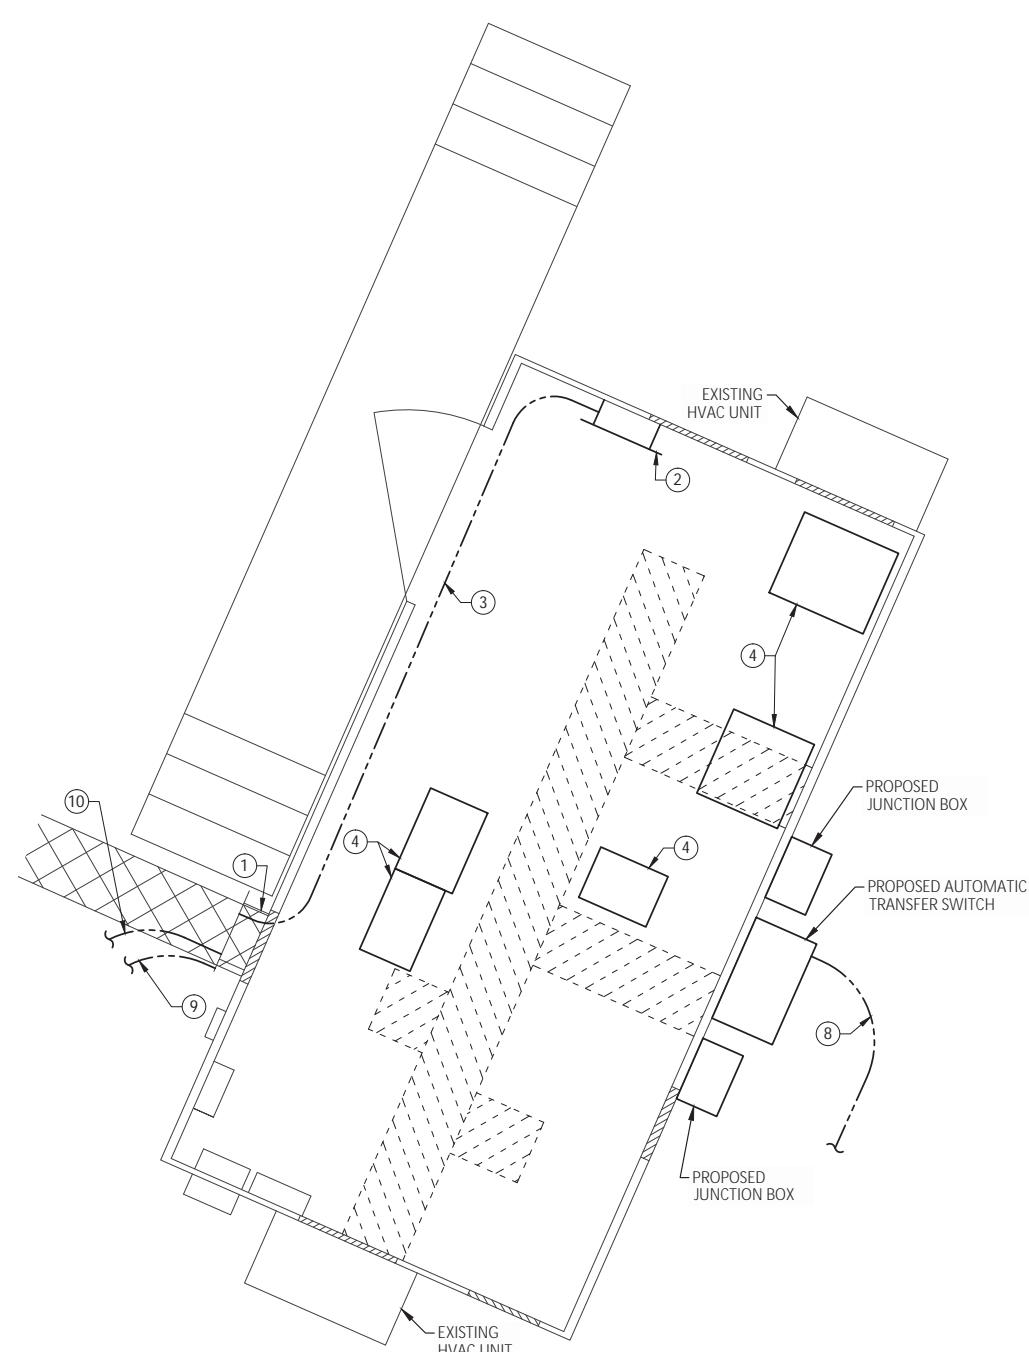 EXISTING
HVAC UNIT
2
3
4
PROPOSED
JUNCTION BOX
10
4
4
1
PROPOSED AUTOMATIC
TRANSFER SWITCH
9
8
PROPOSED
JUNCTION BOX
EXISTING
HVAC UNIT